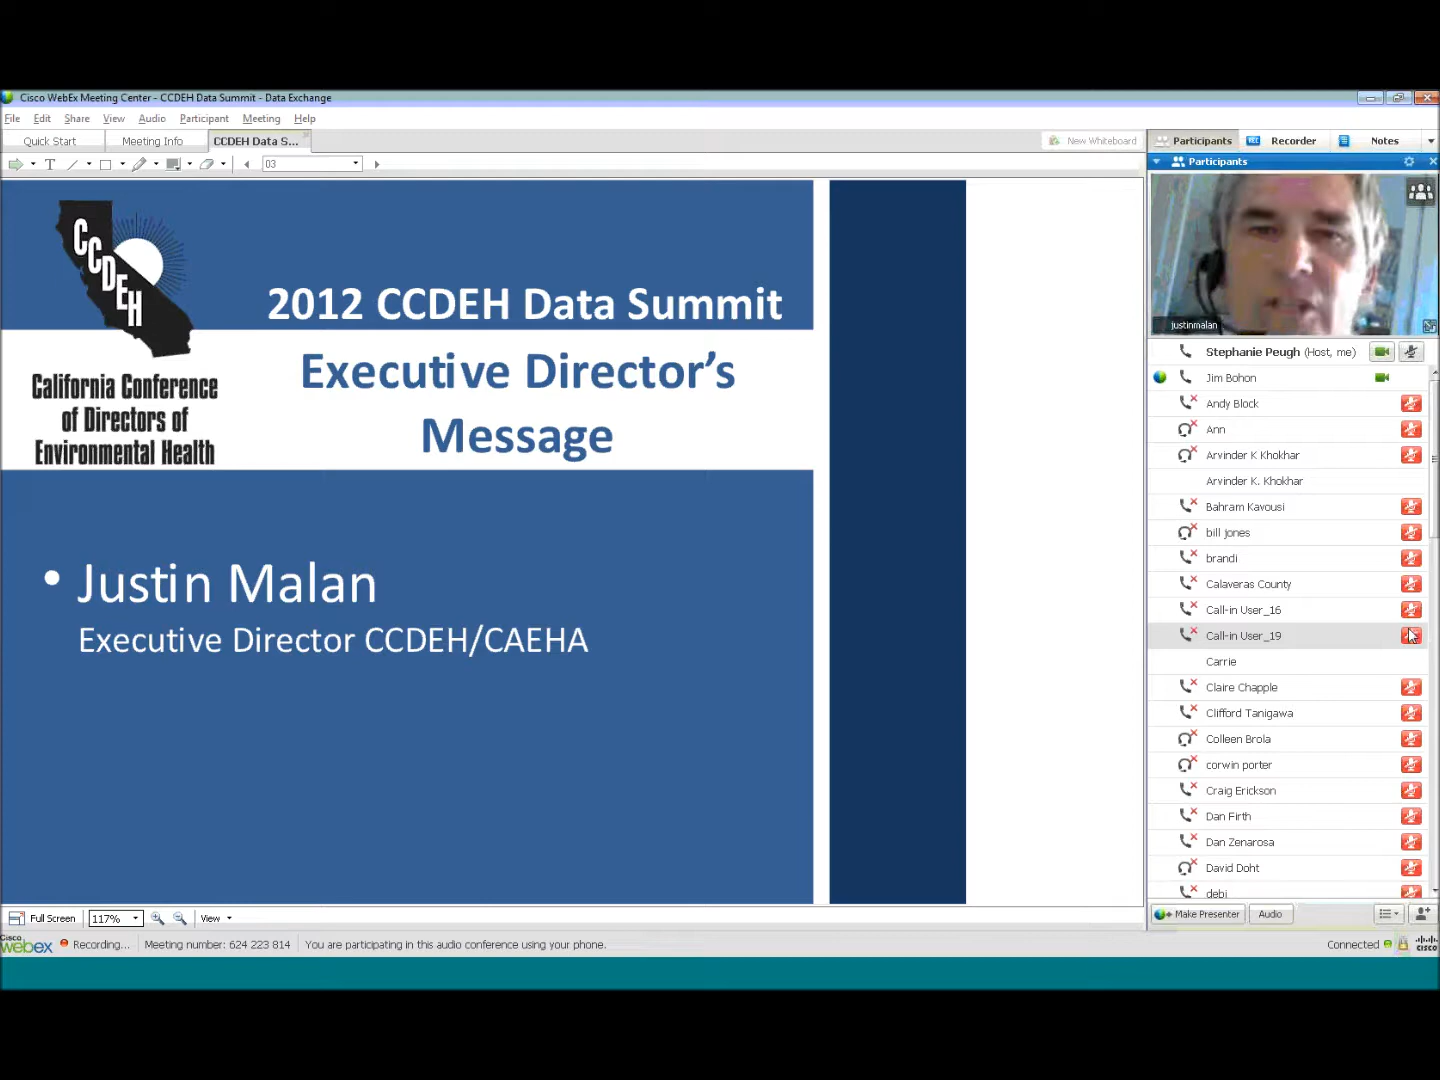 Cisco WebEx Meeting Center - CCDEH Data Summit - Data Exchange
File Edit Share View Audio Participant Meeting Help
Quick Start Meeting Info CCDEH Data S... New Whiteboard
Participants Recorder Notes
T 03
Participants
CCDEH
California Conference
of Directors of
Environmental Health
2012 CCDEH Data Summit
Executive Director’s
Message
• Justin Malan
Executive Director CCDEH/CAEHA
justinmalan
Stephanie Peugh (Host, me)
Jim Bohon
Andy Block
Ann
Arvinder K Khokhar
Arvinder K. Khokhar
Bahram Kavousi
bill jones
brandi
Calaveras County
Call-in User_16
Call-in User_19
Carrie
Claire Chapple
Clifford Tanigawa
Colleen Brola
corwin porter
Craig Erickson
Dan Firth
Dan Zenarosa
David Doht
debi
Make Presenter Audio
Full Screen 117% View
Cisco
webex Recording... Meeting number: 624 223 814 You are participating in this audio conference using your phone. Connected
CISCO